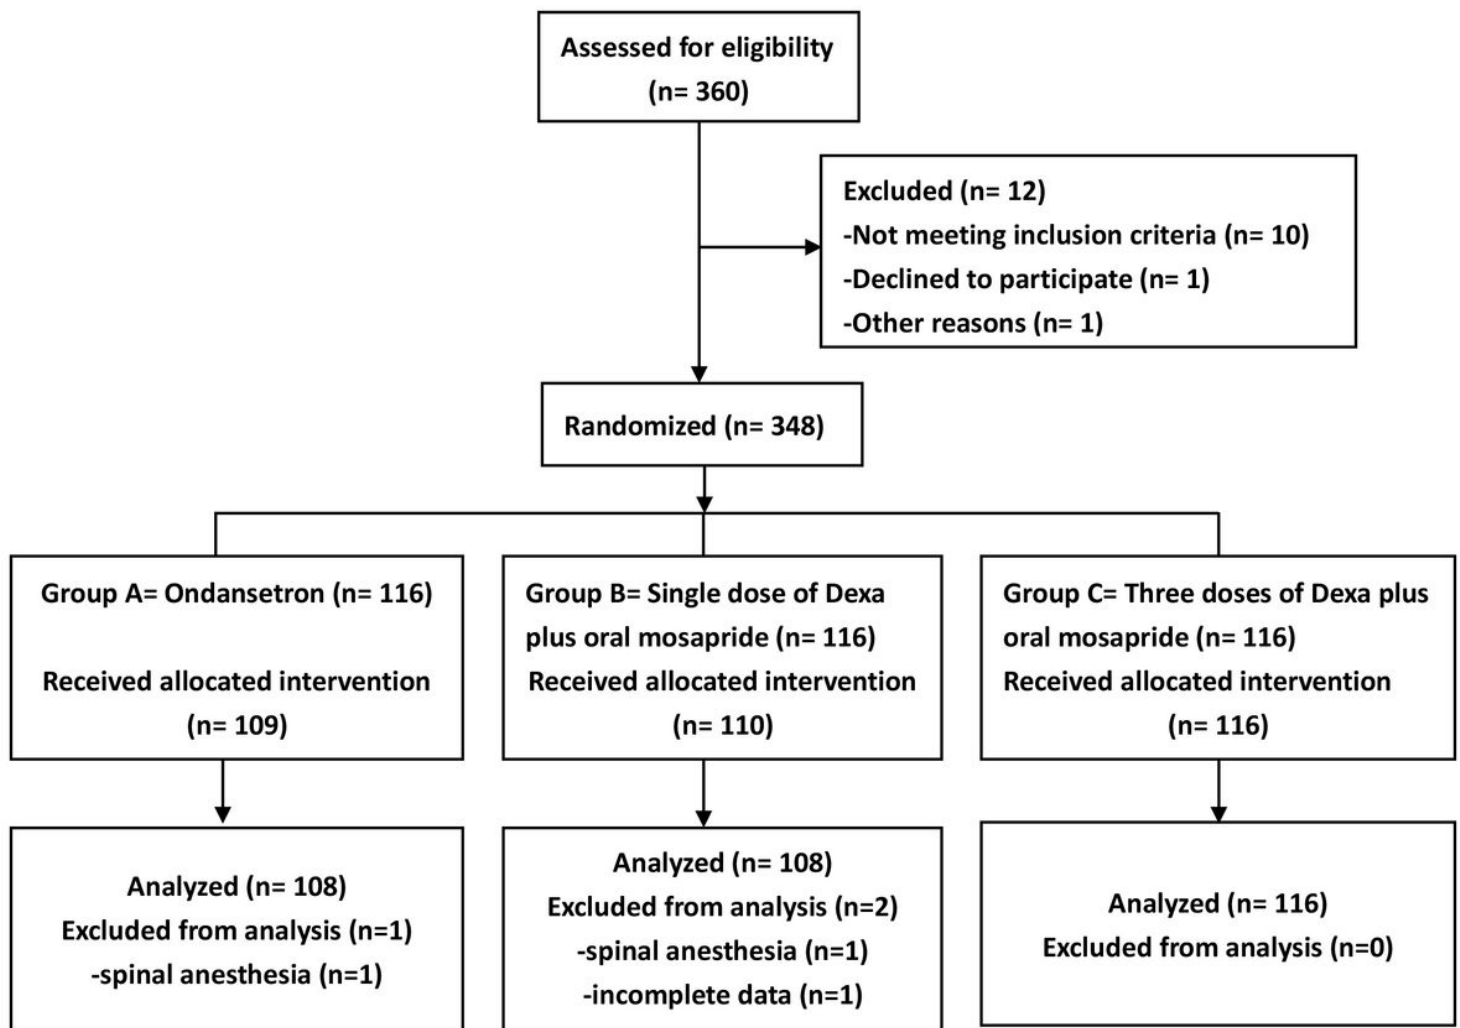 Assessed for eligibility
(n= 360)
Excluded (n= 12)
-Not meeting inclusion criteria (n= 10)
-Declined to participate (n= 1)
-Other reasons (n= 1)
Randomized (n= 348)
Group A= Ondansetron (n= 116)
Received allocated intervention
(n= 109)
Group B= Single dose of Dexa
plus oral mosapride (n= 116)
Received allocated intervention
(n= 110)
Group C= Three doses of Dexa plus
oral mosapride (n= 116)
Received allocated intervention
(n= 116)
Analyzed (n= 108)
Excluded from analysis (n=1)
-spinal anesthesia (n=1)
Analyzed (n= 108)
Excluded from analysis (n=2)
-spinal anesthesia (n=1)
-incomplete data (n=1)
Analyzed (n= 116)
Excluded from analysis (n=0)